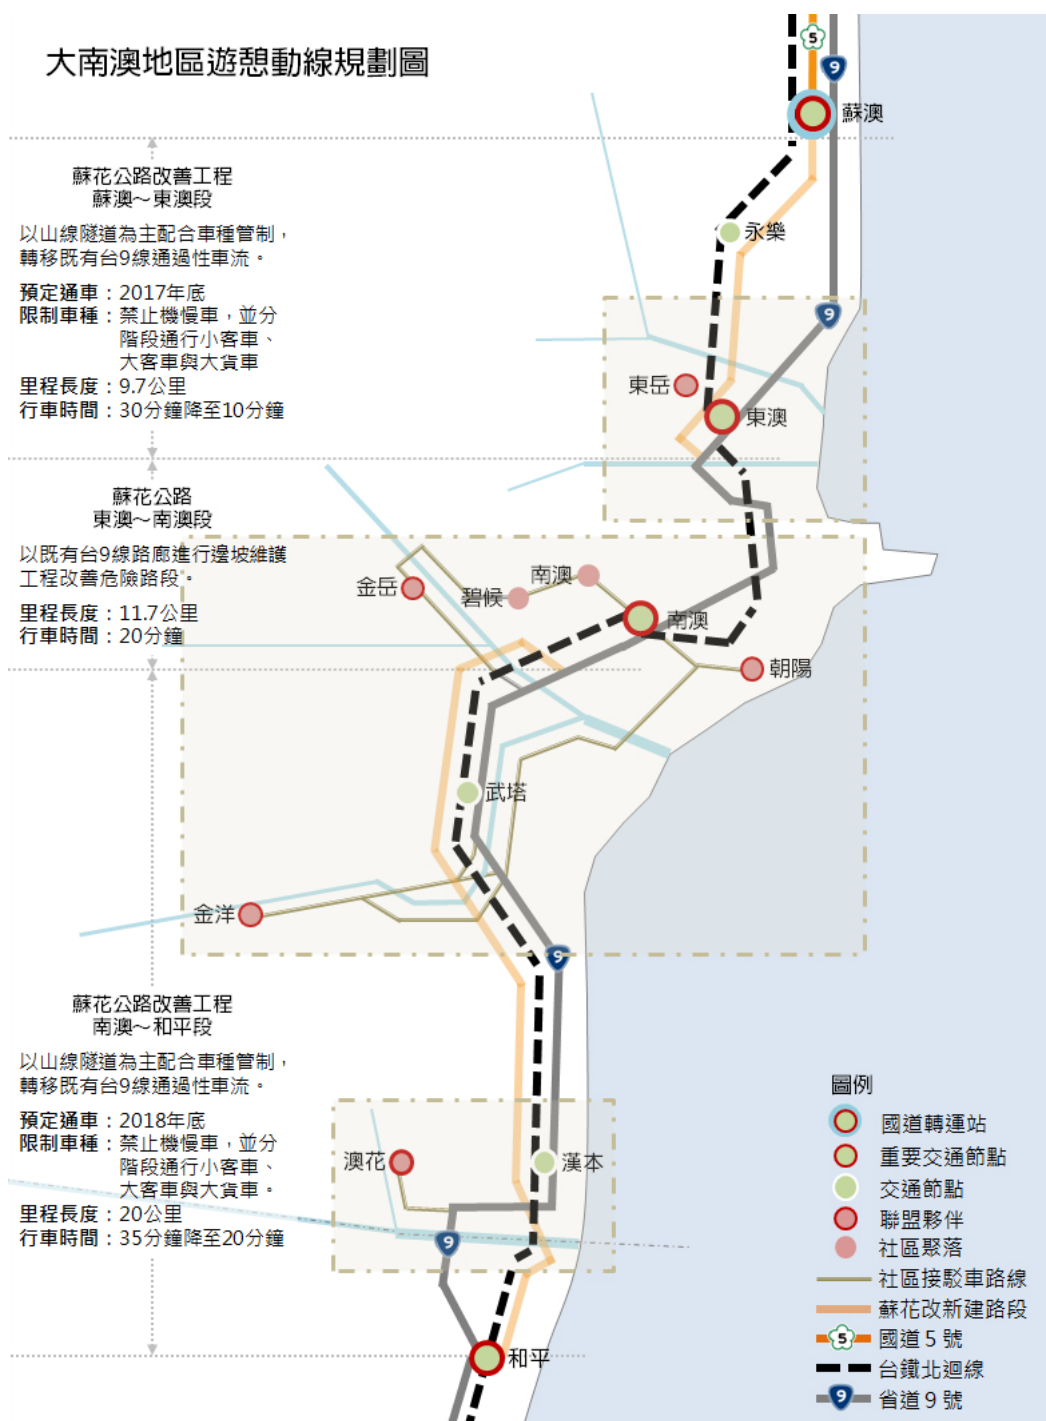 大南澳地區遊憩動線規劃圖
5
9
蘇澳
蘇花公路改善工程
蘇澳～東澳段
以山線隧道為主配合車種管制，
轉移既有台9線通過性車流。
預定通車：2017年底
限制車種：禁止機慢車，並分
階段通行小客車、
大客車與大貨車
里程長度：9.7公里
行車時間：30分鐘降至10分鐘
永樂
9
東岳
東澳
蘇花公路
東澳～南澳段
以既有台9線路廊進行邊坡維護
工程改善危險路段。
里程長度：11.7公里
行車時間：20分鐘
金岳
碧候
南澳
南澳
朝陽
武塔
金洋
9
蘇花公路改善工程
南澳～和平段
以山線隧道為主配合車種管制，
轉移既有台9線通過性車流。
預定通車：2018年底
限制車種：禁止機慢車，並分
階段通行小客車、
大客車與大貨車。
里程長度：20公里
行車時間：35分鐘降至20分鐘
澳花
漢本
9
和平
圖例
國道轉運站
重要交通節點
交通節點
聯盟夥伴
社區聚落
社區接駁車路線
蘇花改新建路段
5 國道5號
台鐵北迴線
9 省道9號